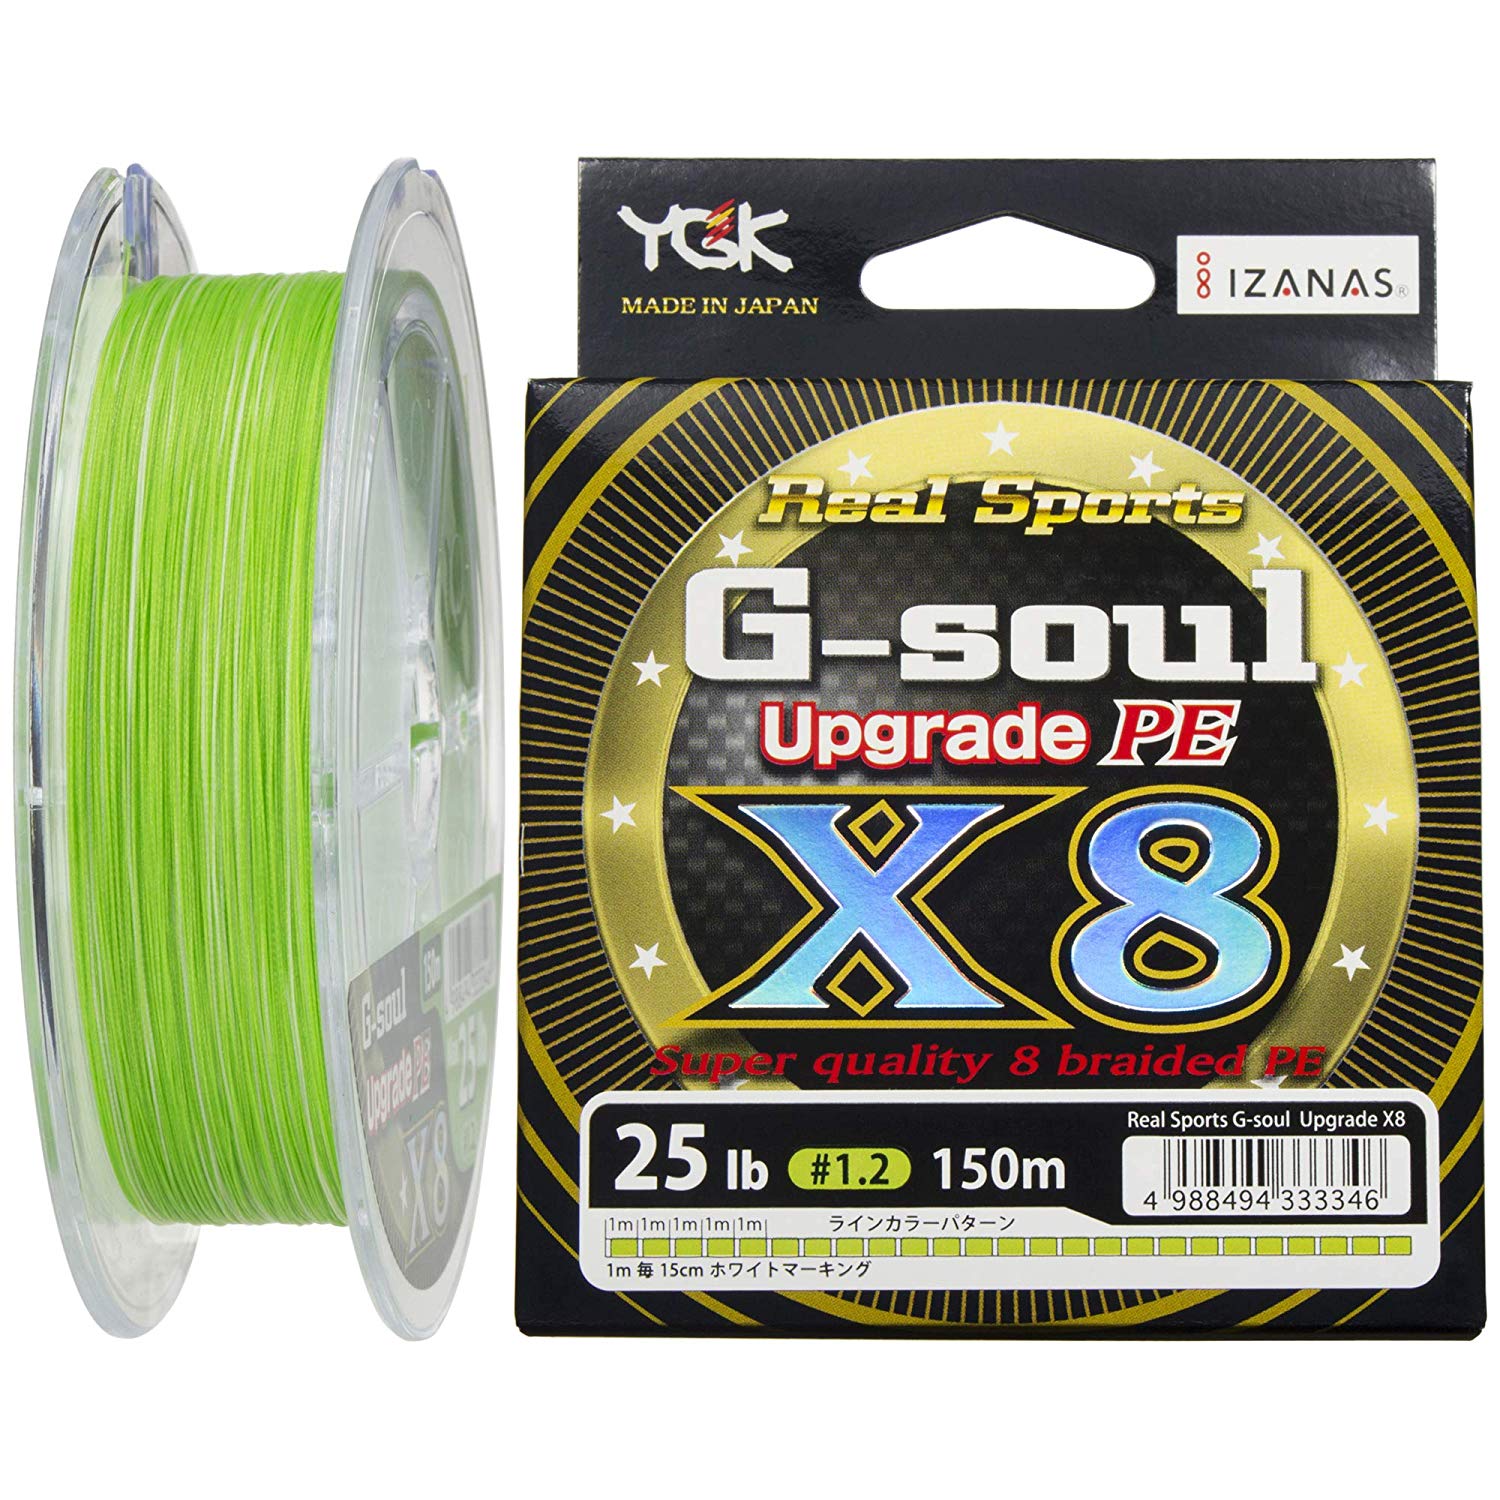 YGK
MADE IN JAPAN
IZANAS®
Real Sports
G-soul
Upgrade PE
X8
Super quality 8 braided PE
25 lb #1.2 150m
Real Sports G-soul Upgrade X8
4 988494 333346
1m 1m 1m 1m 1m ラインカラーパターン
1m 毎 15cm ホワイトマーキング
G-soul 150m
Upgrade PE 25 lb
X8